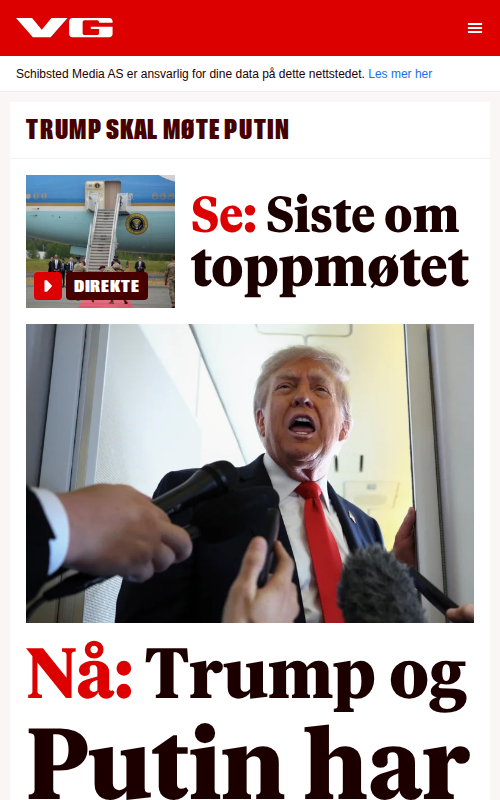 VG
Schibsted Media AS er ansvarlig for dine data på dette nettstedet. Les mer her
TRUMP SKAL MØTE PUTIN
DIREKTE
Se: Siste om
toppmøtet
Nå: Trump og
Putin har